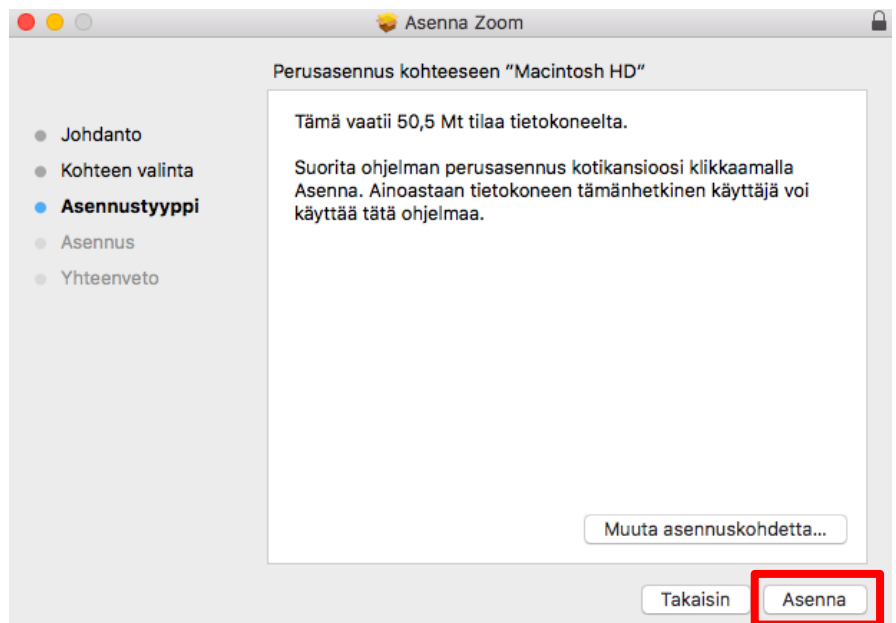 Asenna Zoom
Perusasennus kohteeseen ”Macintosh HD”
Johdanto
Kohteen valinta
Asennustyyppi
Asennus
Yhteenveto
Tämä vaatii 50,5 Mt tilaa tietokoneelta.
Suorita ohjelman perusasennus kotikansioosi klikkaamalla
Asenna. Ainoastaan tietokoneen tämänhetkinen käyttäjä voi
käyttää tätä ohjelmaa.
Muuta asennuskohdetta...
Takaisin
Asenna